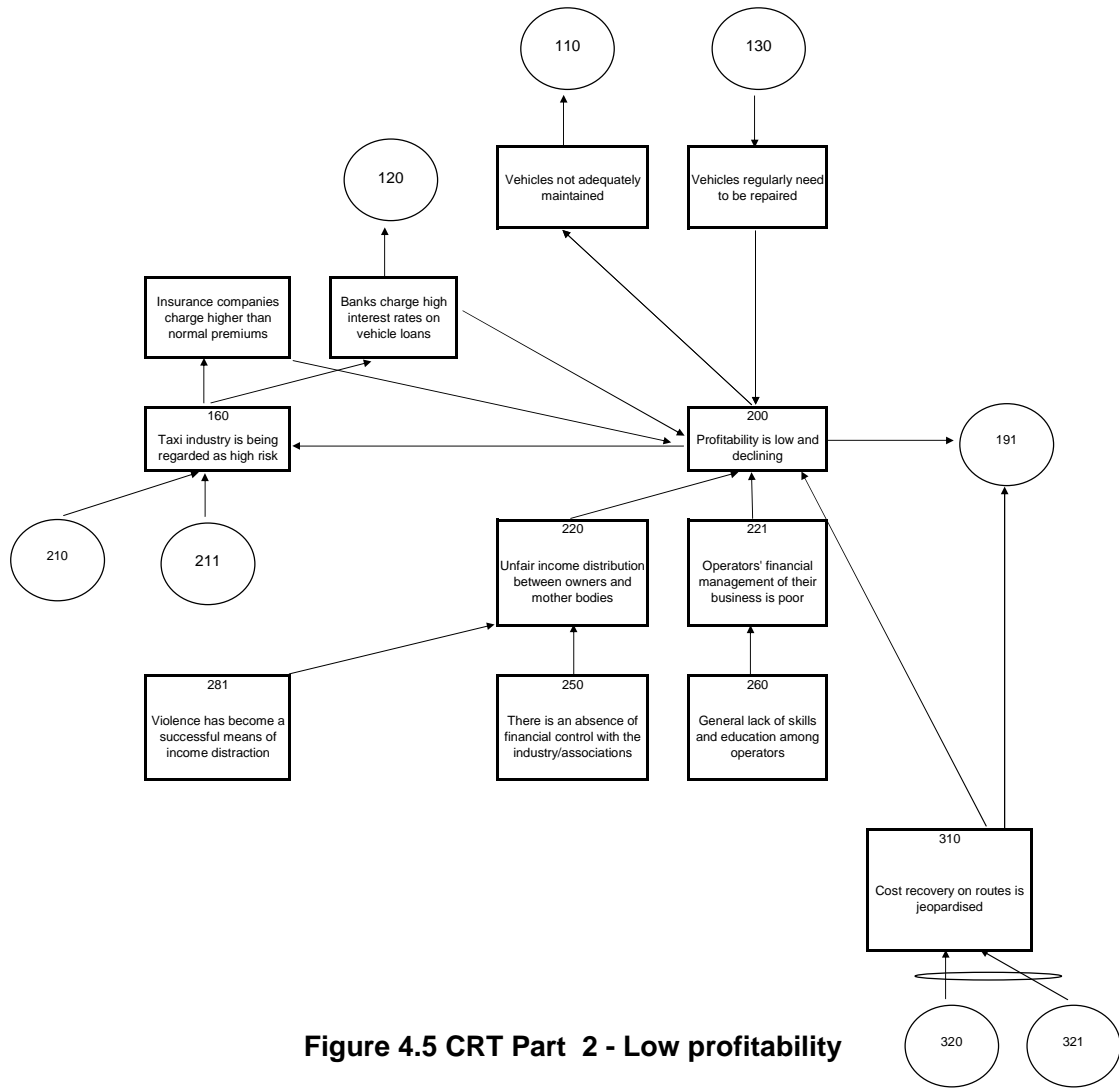 110
130
120
Vehicles not adequately
maintained
Vehicles regularly need
to be repaired
Insurance companies
charge higher than
normal premiums
Banks charge high
interest rates on
vehicle loans
160
Taxi industry is being
regarded as high risk
200
Profitability is low and
declining
191
210
211
220
Unfair income distribution
between owners and
mother bodies
221
Operators' financial
management of their
business is poor
281
Violence has become a
successful means of
income distraction
250
There is an absence of
financial control with the
industry/associations
260
General lack of skills
and education among
operators
310
Cost recovery on routes is
jeopardised
320
321
Figure 4.5 CRT Part 2 - Low profitability